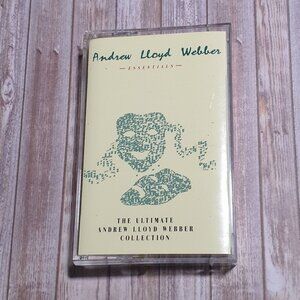 Andrew Lloyd Webber
— ESSENTIALS —
THE ULTIMATE
ANDREW LLOYD WEBBER
COLLECTION